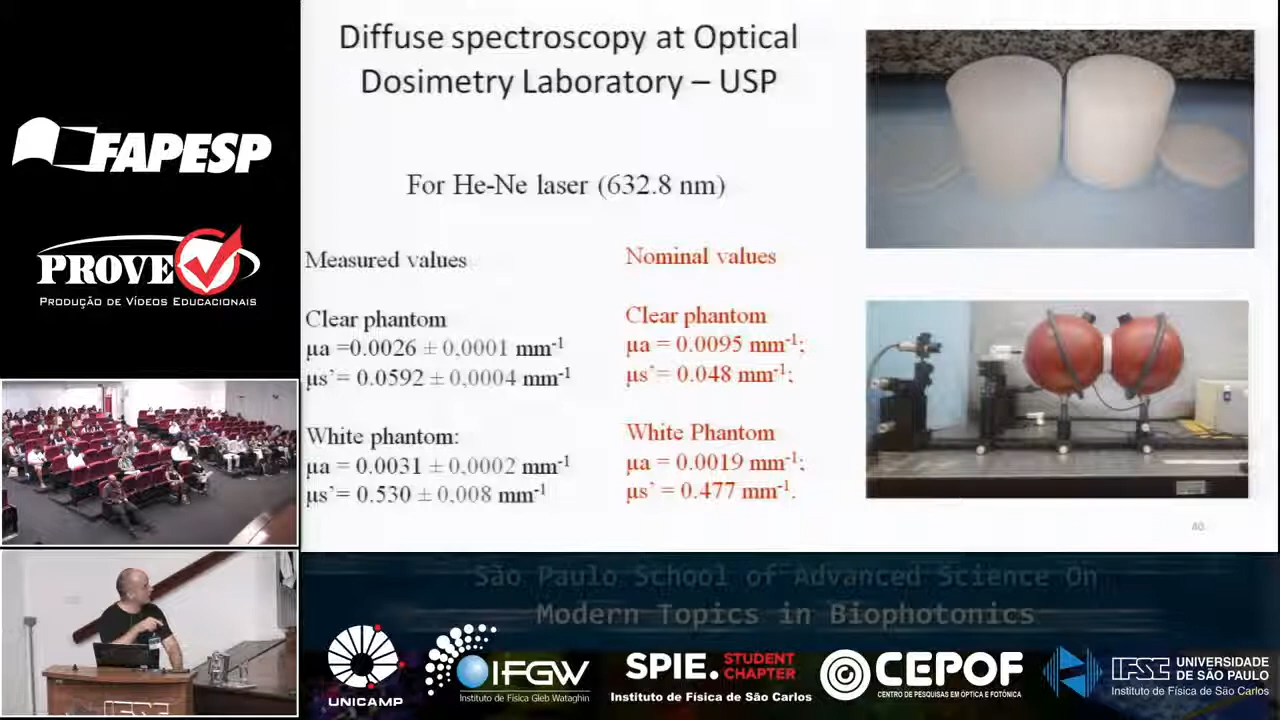 FAPESP
PROVE
PRODUÇÃO DE VÍDEOS EDUCACIONAIS
Diffuse spectroscopy at Optical
Dosimetry Laboratory – USP
For He-Ne laser (632.8 nm)
Measured values
Clear phantom
µa =0.0026 ± 0,0001 mm-1
µs’= 0.0592 ± 0,0004 mm-1
White phantom:
µa = 0.0031 ± 0,0002 mm-1
µs’= 0.530 ± 0,008 mm-1
Nominal values
Clear phantom
µa = 0.0095 mm-1;
µs’= 0.048 mm-1;
White Phantom
µa = 0.0019 mm-1;
µs’ = 0.477 mm-1.
40
São Paulo School of Advanced Science On
Modern Topics in Biophotonics
UNICAMP
IFGW
Instituto de Física Gleb Wataghin
SPIE. STUDENT
CHAPTER
Instituto de Física de São Carlos
CEPOF
CENTRO DE PESQUISAS EM ÓPTICA E FOTÔNICA
IFSC UNIVERSIDADE
DE SÃO PAULO
Instituto de Física de São Carlos
IFSC